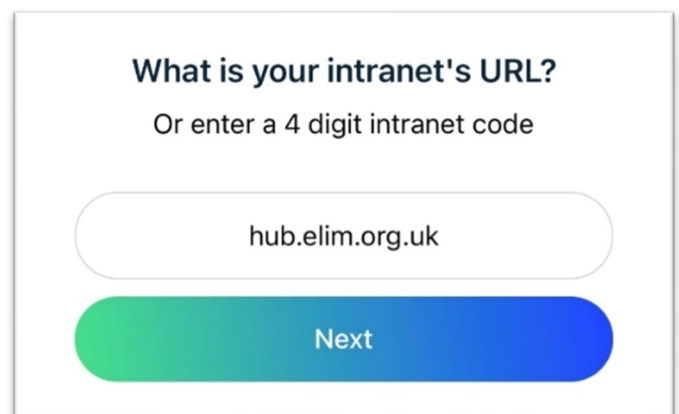 What is your intranet's URL?
Or enter a 4 digit intranet code
hub.elim.org.uk
Next